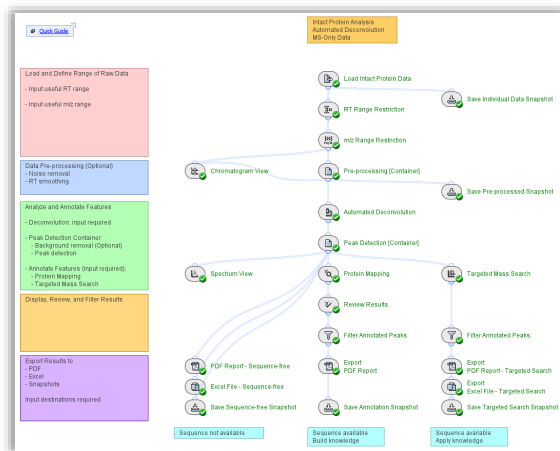 Quick Guide
Intact Protein Analysis
Automated Deconvolution
MS-Only Data
Load and Define Range of Raw Data
- Input useful RT range
- Input useful m/z range
Data Pre-processing (Optional)
- Noise removal
- RT smoothing
Analyze and Annotate Features
- Deconvolution: input required
- Peak Detection Container:
- Background removal (Optional)
- Peak detection
- Annotate Features (input required):
- Protein Mapping
- Targeted Mass Search
Display, Review, and Filter Results
Export Results to
- PDF
- Excel
- Snapshots
Input destinations required
Load Intact Protein Data
Save Individual Data Snapshot
RT Range Restriction
m/z Range Restriction
Chromatogram View
Pre-processing [Container]
Save Pre-processed Snapshot
Automated Deconvolution
Peak Detection [Container]
Spectrum View
Protein Mapping
Targeted Mass Search
Review Results
Filter Annotated Peaks
Filter Annotated Peaks
PDF Report - Sequence-free
Export
PDF Report
Export
PDF Report - Targeted Search
Excel File - Sequence-free
Export
Excel File - Targeted Search
Save Sequence-free Snapshot
Save Annotation Snapshot
Save Targeted Search Snapshot
Sequence not available
Sequence available
Build knowledge
Sequence available
Apply knowledge